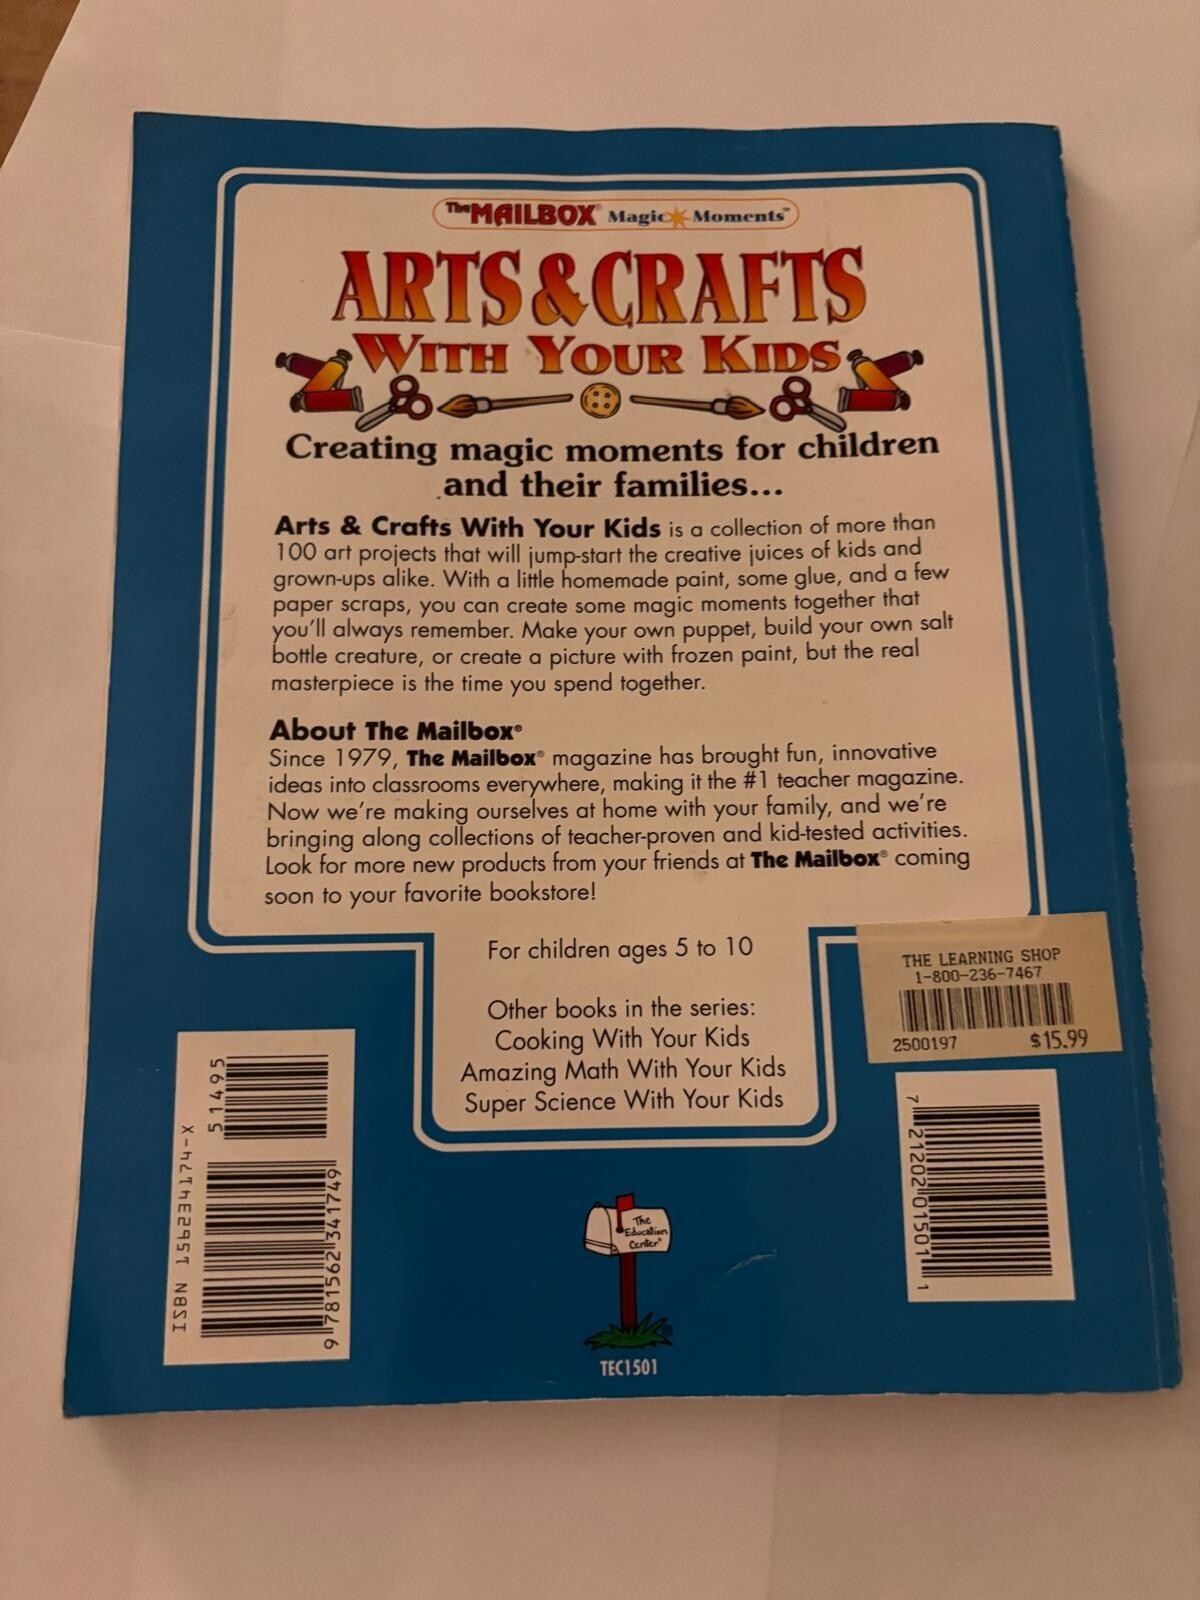 The MAILBOX® Magic Moments™
ARTS & CRAFTS
WITH YOUR KIDS
Creating magic moments for children
and their families...
Arts & Crafts With Your Kids is a collection of more than
100 art projects that will jump-start the creative juices of kids and
grown-ups alike. With a little homemade paint, some glue, and a few
paper scraps, you can create some magic moments together that
you'll always remember. Make your own puppet, build your own salt
bottle creature, or create a picture with frozen paint, but the real
masterpiece is the time you spend together.
About The Mailbox®
Since 1979, The Mailbox® magazine has brought fun, innovative
ideas into classrooms everywhere, making it the #1 teacher magazine.
Now we're making ourselves at home with your family, and we're
bringing along collections of teacher-proven and kid-tested activities.
Look for more new products from your friends at The Mailbox® coming
soon to your favorite bookstore!
For children ages 5 to 10
Other books in the series:
Cooking With Your Kids
Amazing Math With Your Kids
Super Science With Your Kids
THE LEARNING SHOP
1-800-236-7467
2500197 $15.99
ISBN 156234174-X
51495
9 781562 341749
7 21202 01501 1
The
Education
Center®
®
TEC1501